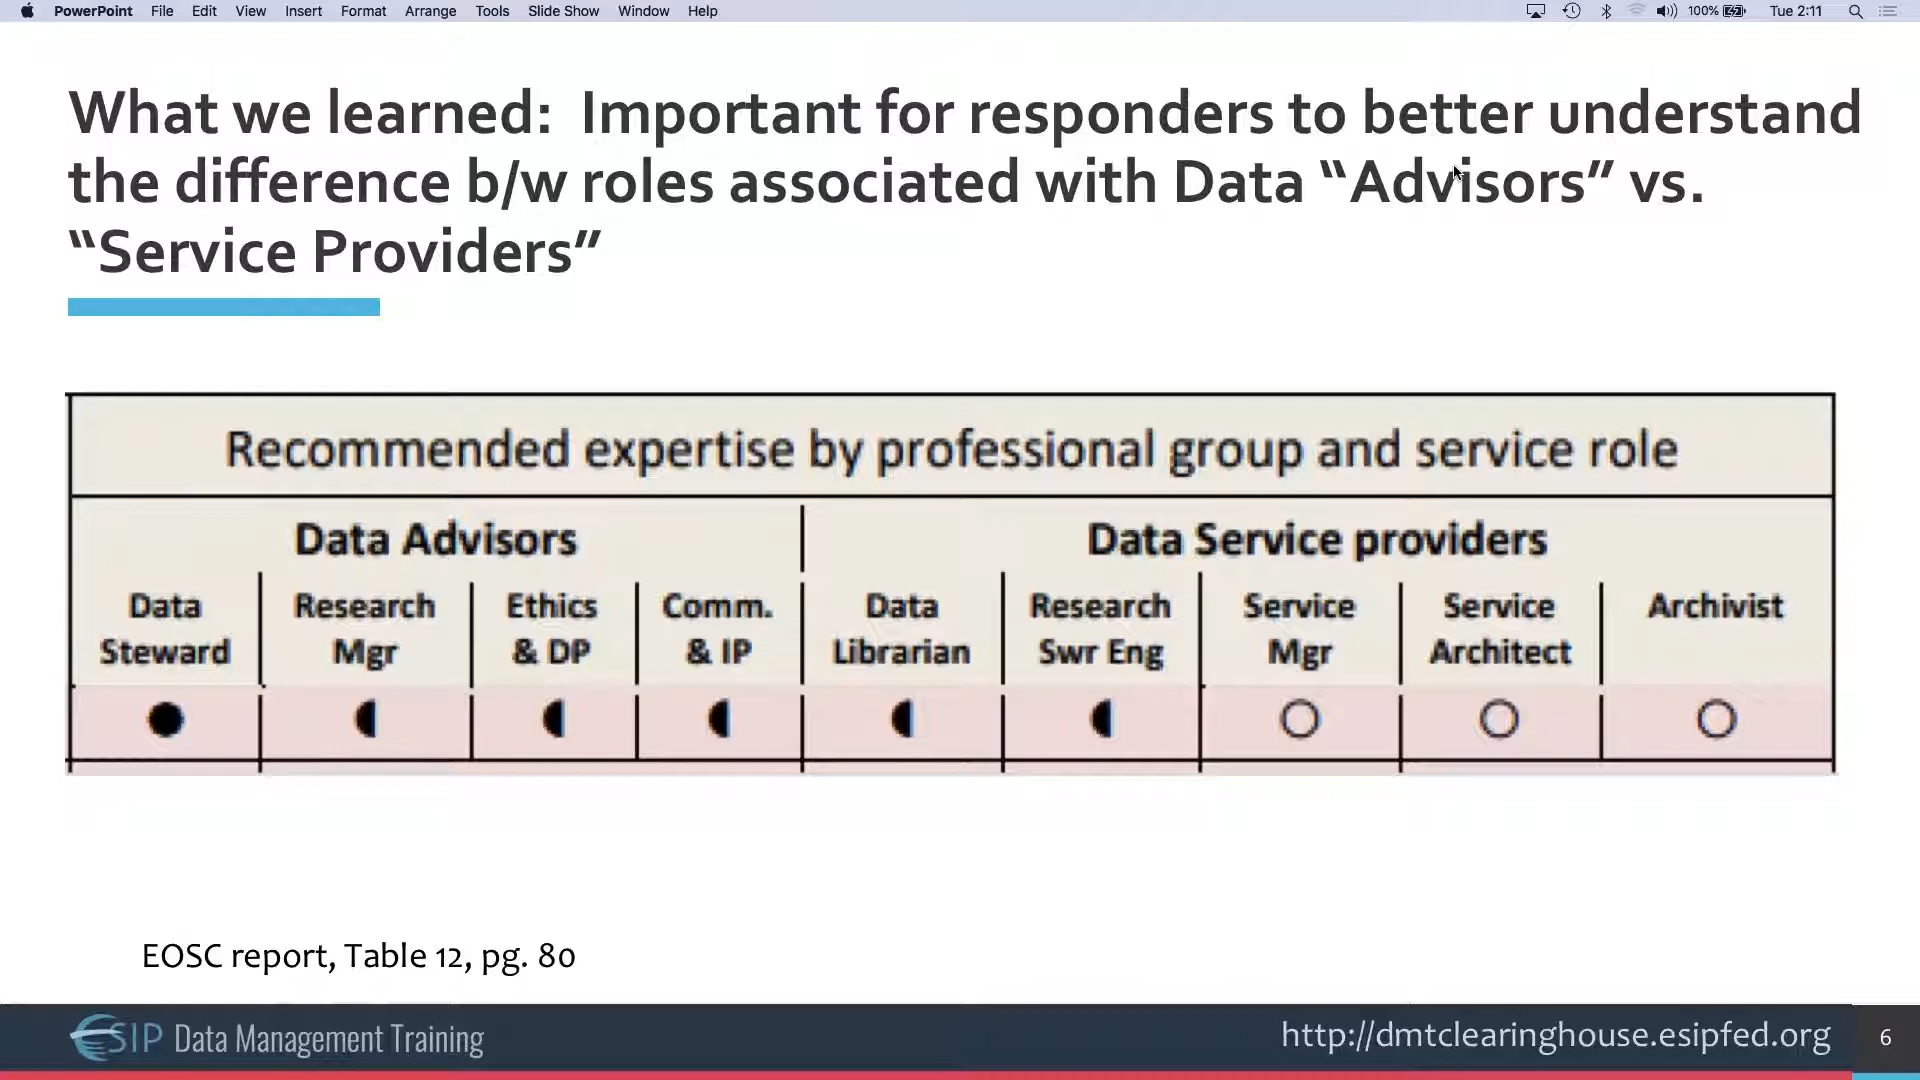 PowerPoint File Edit View Insert Format Arrange Tools Slide Show Window Help 100% Tue 2:11
What we learned: Important for responders to better understand
the difference b/w roles associated with Data “Advisors” vs.
“Service Providers”
Recommended expertise by professional group and service role
Data Advisors Data Service providers
Data Research Ethics Comm. Data Research Service Service Archivist
Steward Mgr & DP & IP Librarian Swr Eng Mgr Architect
EOSC report, Table 12, pg. 80
ESIP Data Management Training http://dmtclearinghouse.esipfed.org 6